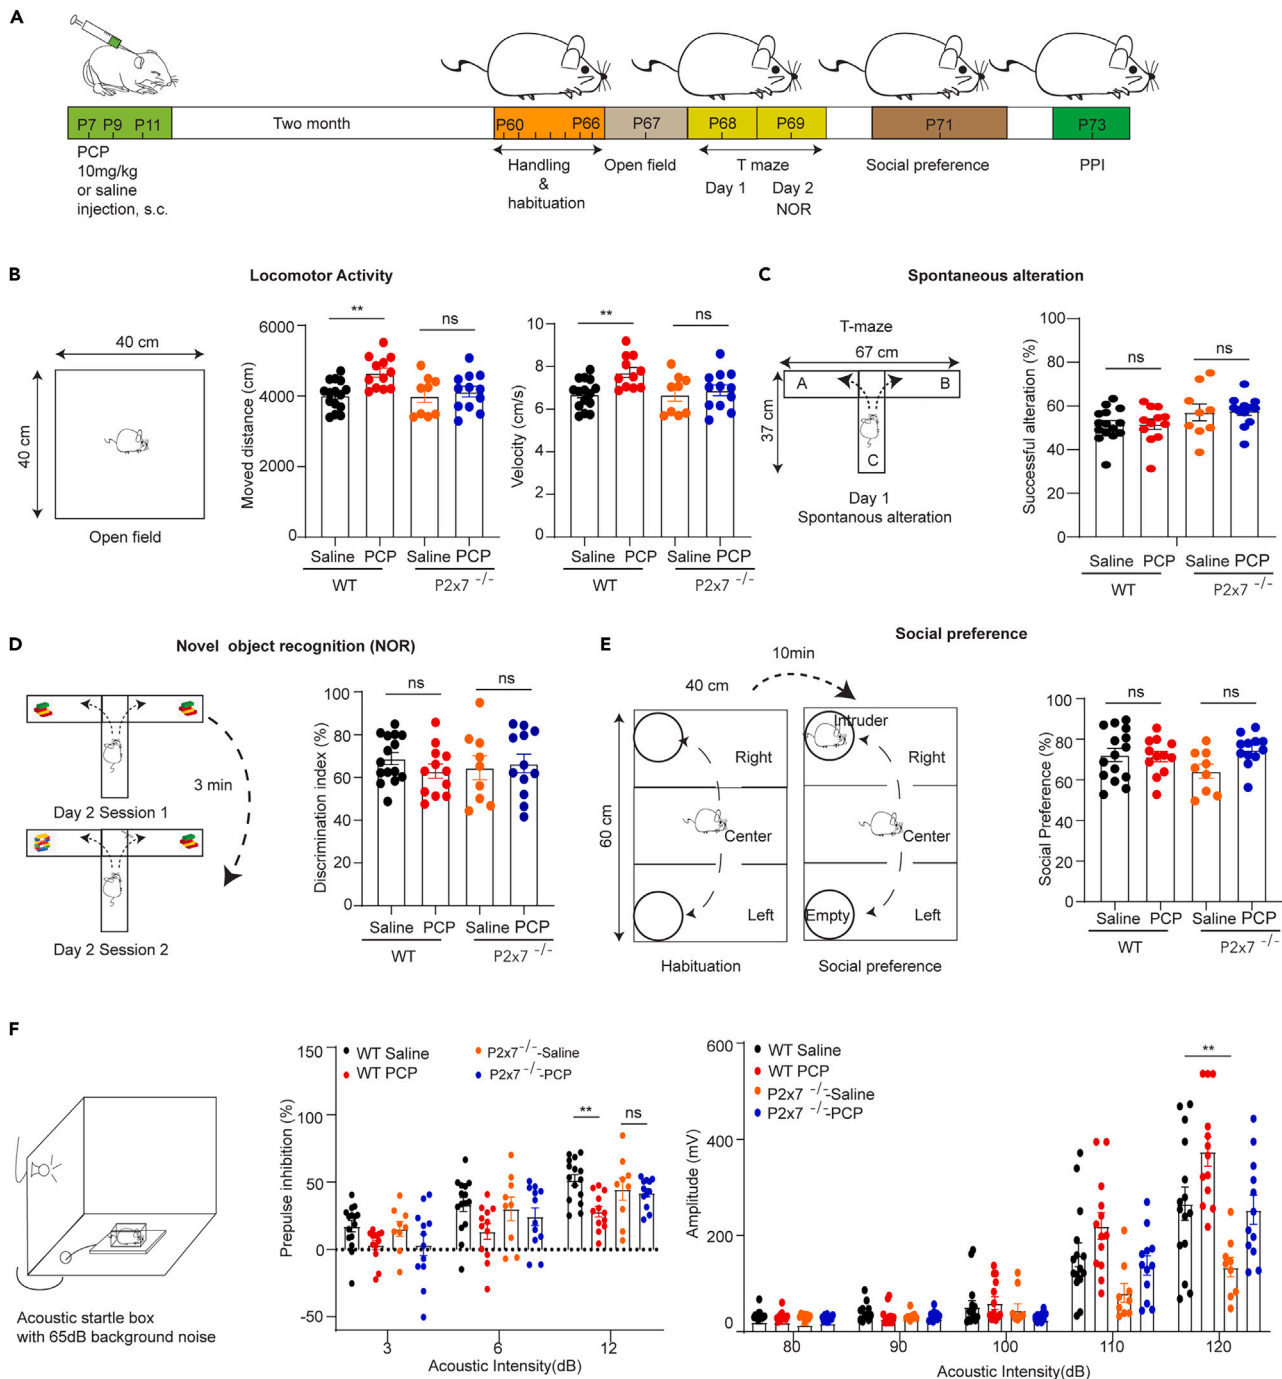 A
P7 P9 P11
Two month
P60 P66
P67
P68
P69
P71
P73
PCP
10mg/kg
or saline
injection, s.c.
Handling
&
habituation
Open field
T maze
Day 1
Day 2
NOR
Social preference
PPI
B
Locomotor Activity
40 cm
40 cm
Open field
Moved distance (cm)
6000
4000
2000
0
**
ns
Saline PCP Saline PCP
WT P2x7 -/-
Velocity (cm/s)
10
8
6
4
2
0
**
ns
Saline PCP Saline PCP
WT P2x7 -/-
C
Spontaneous alteration
T-maze
67 cm
37 cm
A
B
C
Day 1
Spontanous alteration
Successful alteration (%)
100
80
60
40
20
0
ns
ns
Saline PCP Saline PCP
WT P2x7 -/-
D
Novel object recognition (NOR)
3 min
Day 2 Session 1
Day 2 Session 2
Discrimination index (%)
100
80
60
40
20
0
ns
ns
Saline PCP Saline PCP
WT P2x7 -/-
E
Social preference
10min
40 cm
60 cm
Right
Center
Left
Habituation
Intruder
Right
Center
Empty
Left
Social preference
Social Preference (%)
100
80
60
40
20
0
ns
ns
Saline PCP Saline PCP
WT P2x7 -/-
F
Acoustic startle box
with 65dB background noise
Prepulse inhibition (%)
150
100
50
0
-50
WT Saline
WT PCP
P2x7-/--Saline
P2x7-/--PCP
**
ns
3 6 12
Acoustic Intensity(dB)
Amplitude (mV)
600
400
200
0
WT Saline
WT PCP
P2x7 -/-Saline
P2x7 -/-PCP
**
80 90 100 110 120
Acoustic Intensity(dB)